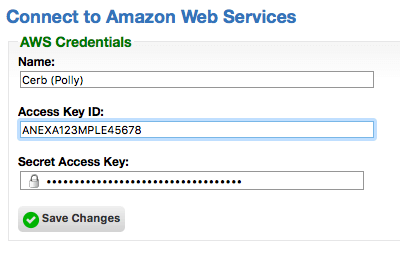 Connect to Amazon Web Services
AWS Credentials
Name:
Cerb (Polly)
Access Key ID:
ANEXA123MPLE45678
Secret Access Key:
••••••••••••••••••••••••••••••••••
Save Changes